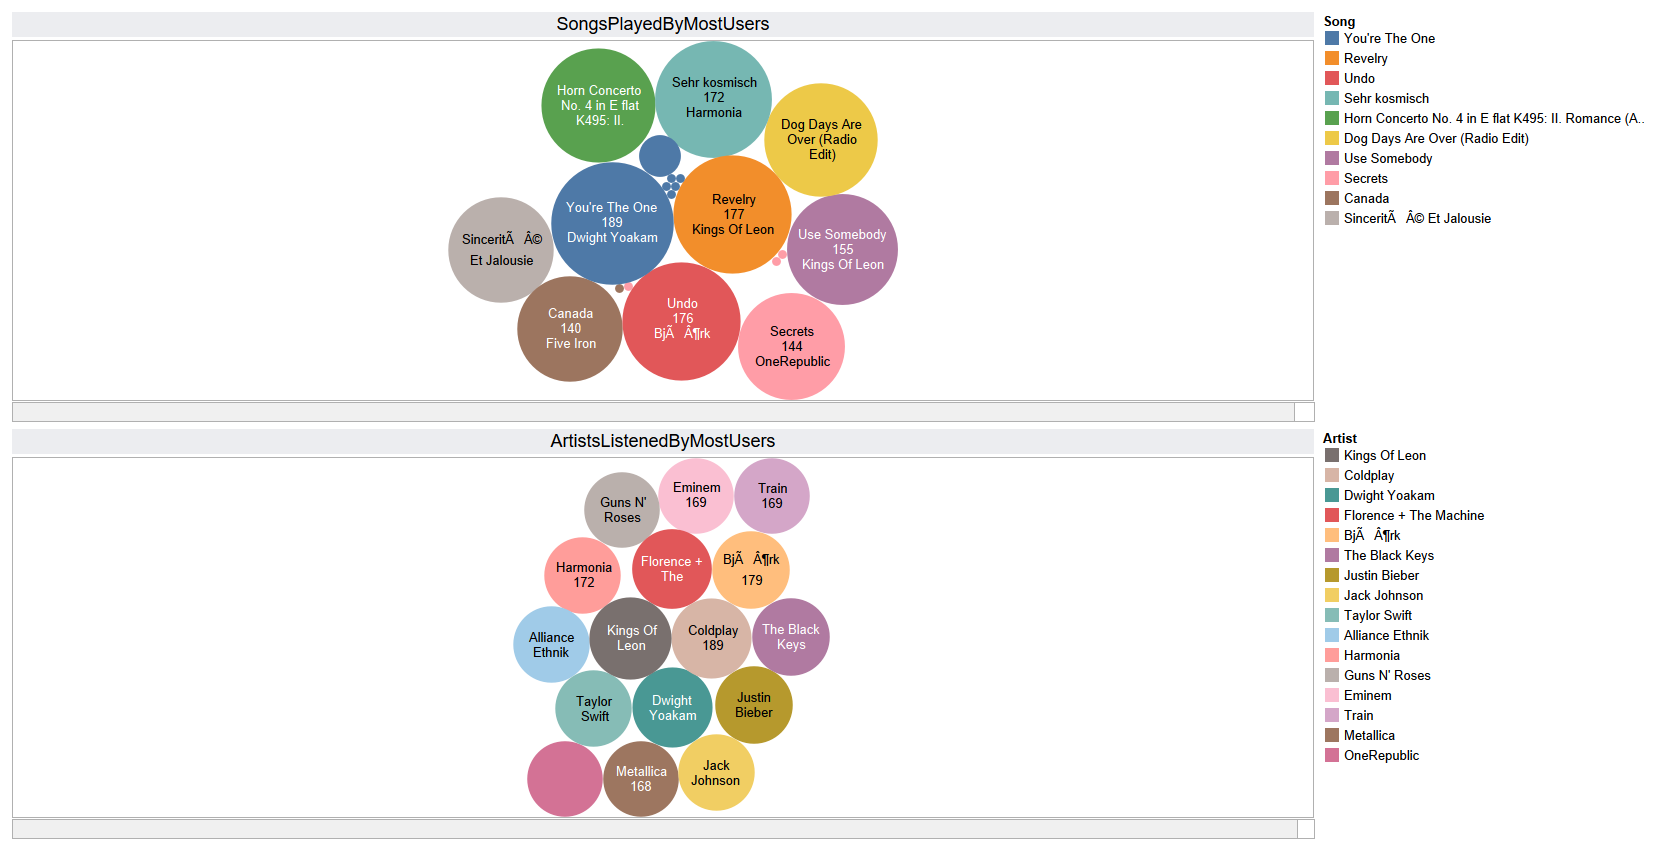 SongsPlayedByMostUsers
Horn Concerto
No. 4 in E flat
K495: II.
Sehr kosmisch
172
Harmonia
Dog Days Are
Over (Radio
Edit)
You're The One
189
Dwight Yoakam
Revelry
177
Kings Of Leon
Use Somebody
155
Kings Of Leon
SinceritÃ Â©
Et Jalousie
Canada
140
Five Iron
Undo
176
BjÃ Â¶rk
Secrets
144
OneRepublic
Song
You're The One
Revelry
Undo
Sehr kosmisch
Horn Concerto No. 4 in E flat K495: II. Romance (A..
Dog Days Are Over (Radio Edit)
Use Somebody
Secrets
Canada
SinceritÃ Â© Et Jalousie
ArtistsListenedByMostUsers
Guns N'
Roses
Eminem
169
Train
169
Harmonia
172
Florence +
The
BjÃ Â¶rk
179
Alliance
Ethnik
Kings Of
Leon
Coldplay
189
The Black
Keys
Taylor
Swift
Dwight
Yoakam
Justin
Bieber
Metallica
168
Jack
Johnson
Artist
Kings Of Leon
Coldplay
Dwight Yoakam
Florence + The Machine
BjÃ Â¶rk
The Black Keys
Justin Bieber
Jack Johnson
Taylor Swift
Alliance Ethnik
Harmonia
Guns N' Roses
Eminem
Train
Metallica
OneRepublic